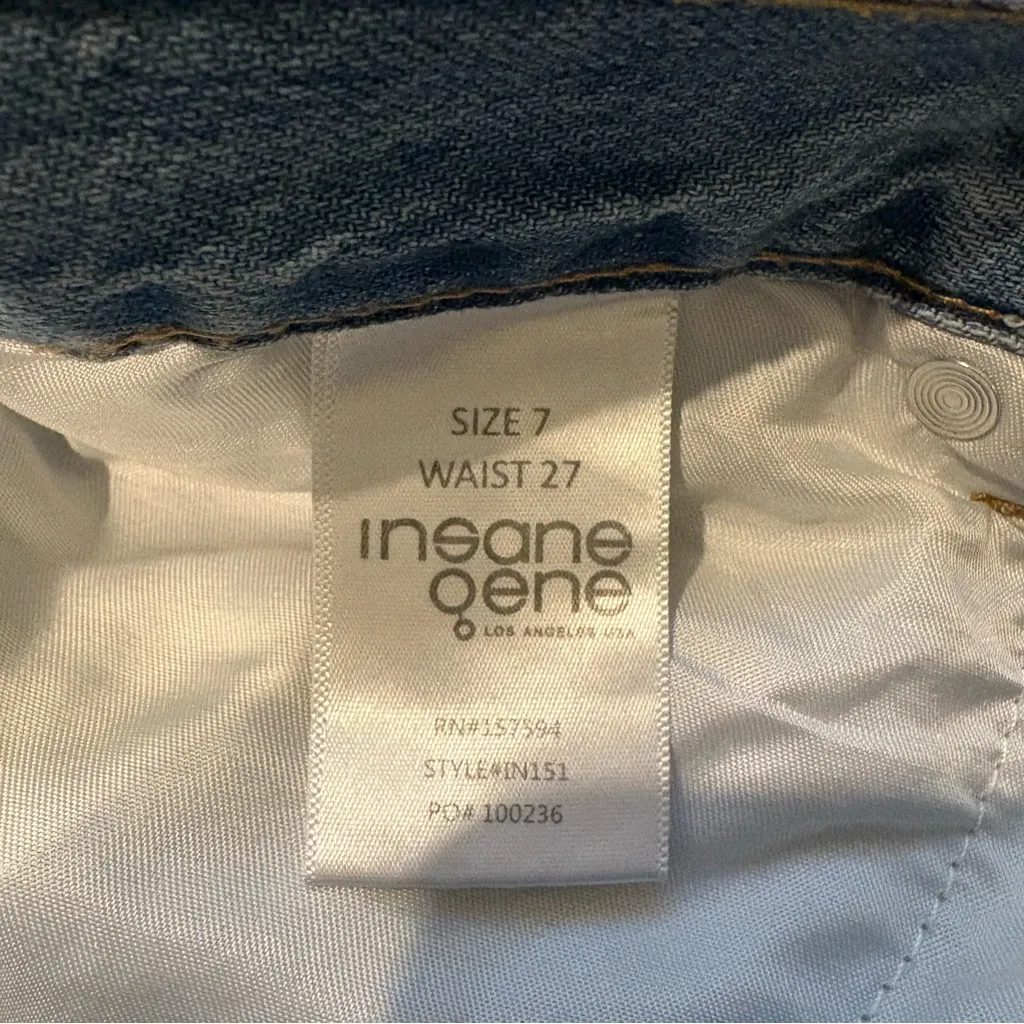 SIZE 7
WAIST 27
insane
gene
LOS ANGELES USA
RN#157594
STYLE#IN151
PO# 100236